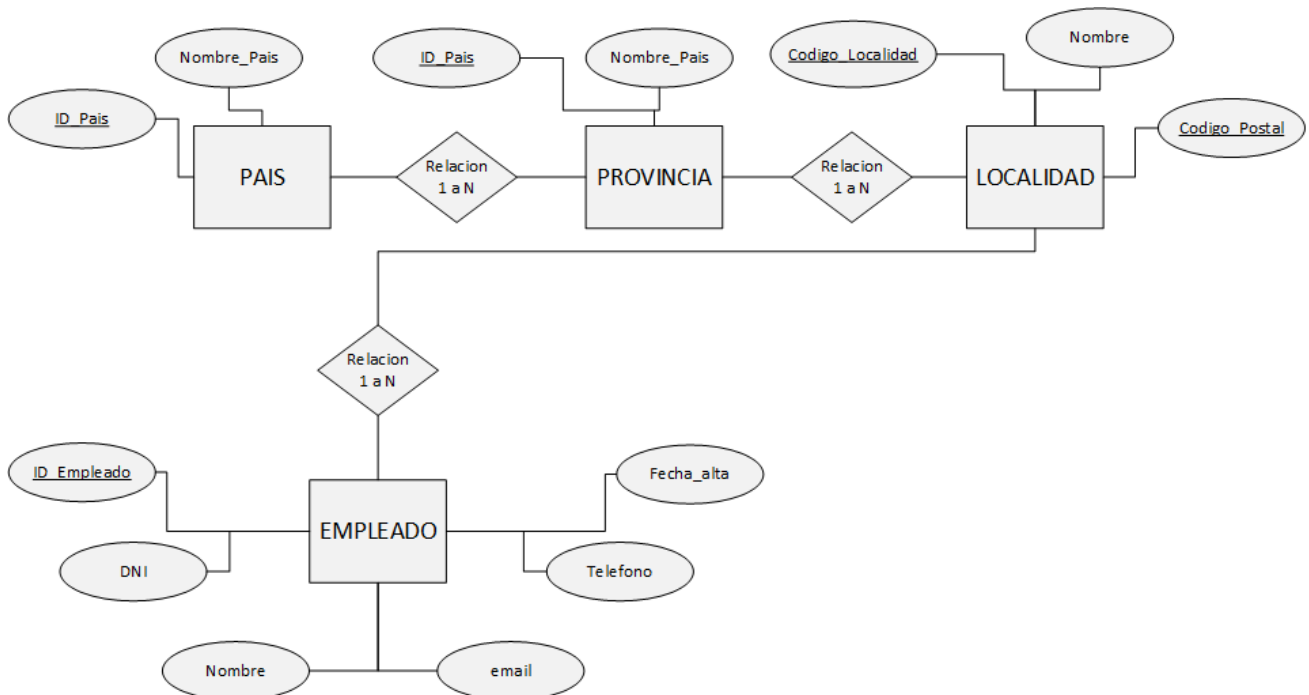 Nombre_Pais
ID_Pais
Nombre_Pais
Codigo_Localidad
Nombre
ID_Pais
Codigo_Postal
PAIS
Relacion
1 a N
PROVINCIA
Relacion
1 a N
LOCALIDAD
Relacion
1 a N
ID_Empleado
Fecha_alta
EMPLEADO
DNI
Telefono
Nombre
email